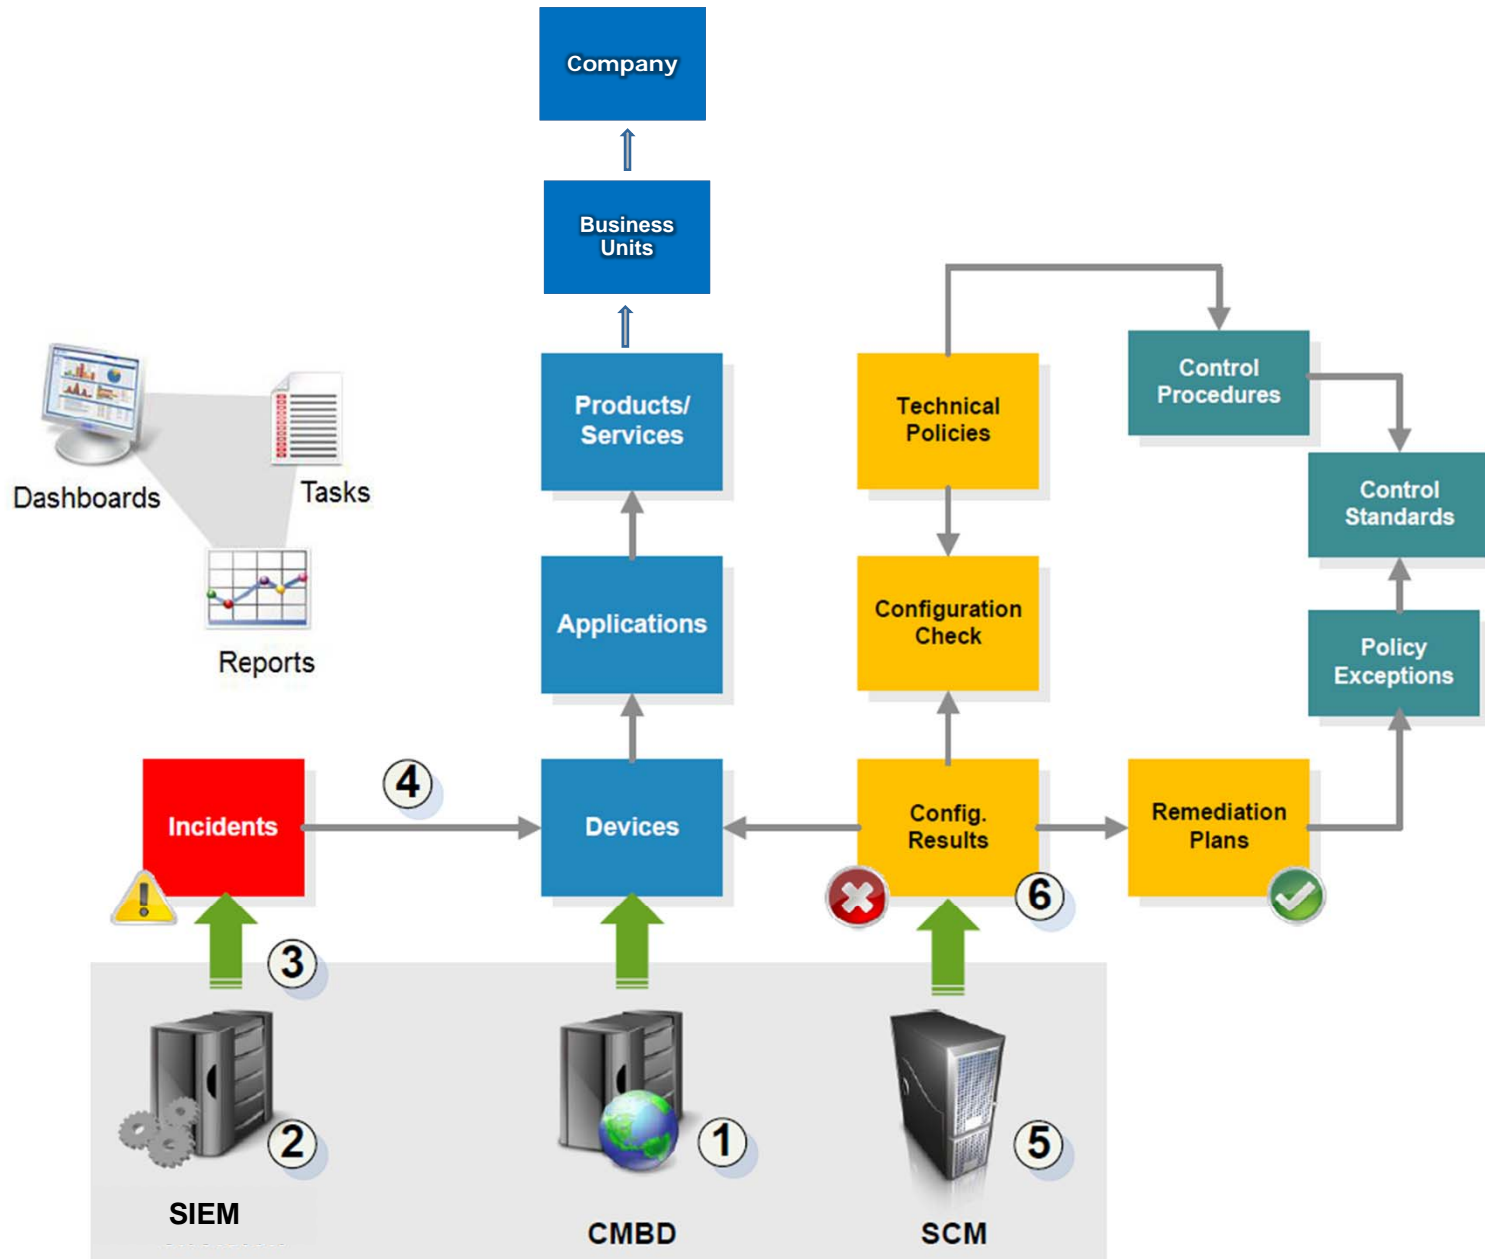 Company
Business
Units
Products/
Services
Technical
Policies
Control
Procedures
Control
Standards
Dashboards
Tasks
Reports
Applications
Configuration
Check
Policy
Exceptions
Incidents
4
Devices
Config.
Results
Remediation
Plans
6
3
2
1
5
SIEM
CMBD
SCM